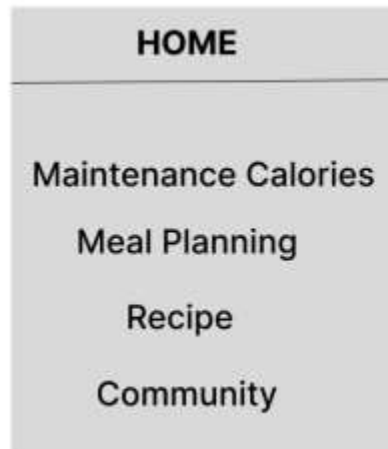 HOME
Maintenance Calories
Meal Planning
Recipe
Community